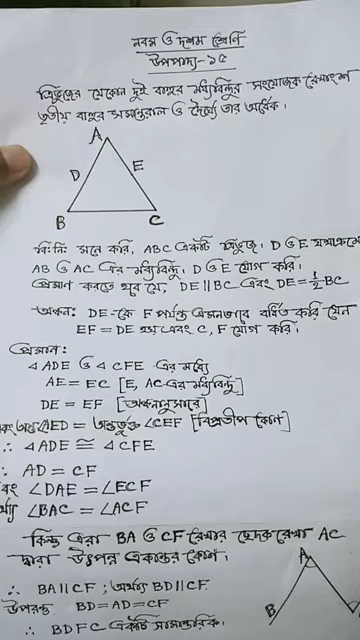 নবম ও দশম শ্রেণি
উপপাদ্য-১৫
ত্রিভুজের যেকোন দুই বাহুর মধ্যবিন্দুর সংযোজক রেখাংশ
তৃতীয় বাহুর সমান্তরাল ও দৈর্ঘ্যে তার অর্ধেক।
A
D E
B C
বি:নি: মনে করি, ABC একটি ত্রিভুজ। D ও E যথাক্রমে
AB ও AC এর মধ্যবিন্দু। D ও E যোগ করি।
প্রমাণ করতে হবে যে, DE || BC এবং DE = 1/2 BC
অঙ্কন: DE-কে F পর্যন্ত এমনভাবে বর্ধিত করি যেন
EF = DE হয় এবং C, F যোগ করি।
প্রমাণ:
△ ADE ও △ CFE এর মধ্যে
AE = EC [E, AC এর মধ্যবিন্দু]
DE = EF [অঙ্কনানুসারে]
∠AED = অন্তর্ভুক্ত ∠CEF [বিপ্রতীপ কোণ]
∴ △ ADE ≅ △ CFE
∴ AD = CF
এবং ∠DAE = ∠ECF
অর্থাৎ ∠BAC = ∠ACF
কিন্তু এরা BA ও CF রেখার ছেদক রেখা AC
দ্বারা উৎপন্ন একান্তর কোণ।
∴ BA || CF ; অর্থাৎ BD || CF
উপরন্তু BD = AD = CF
∴ BDFC একটি সামান্তরিক।
A
B